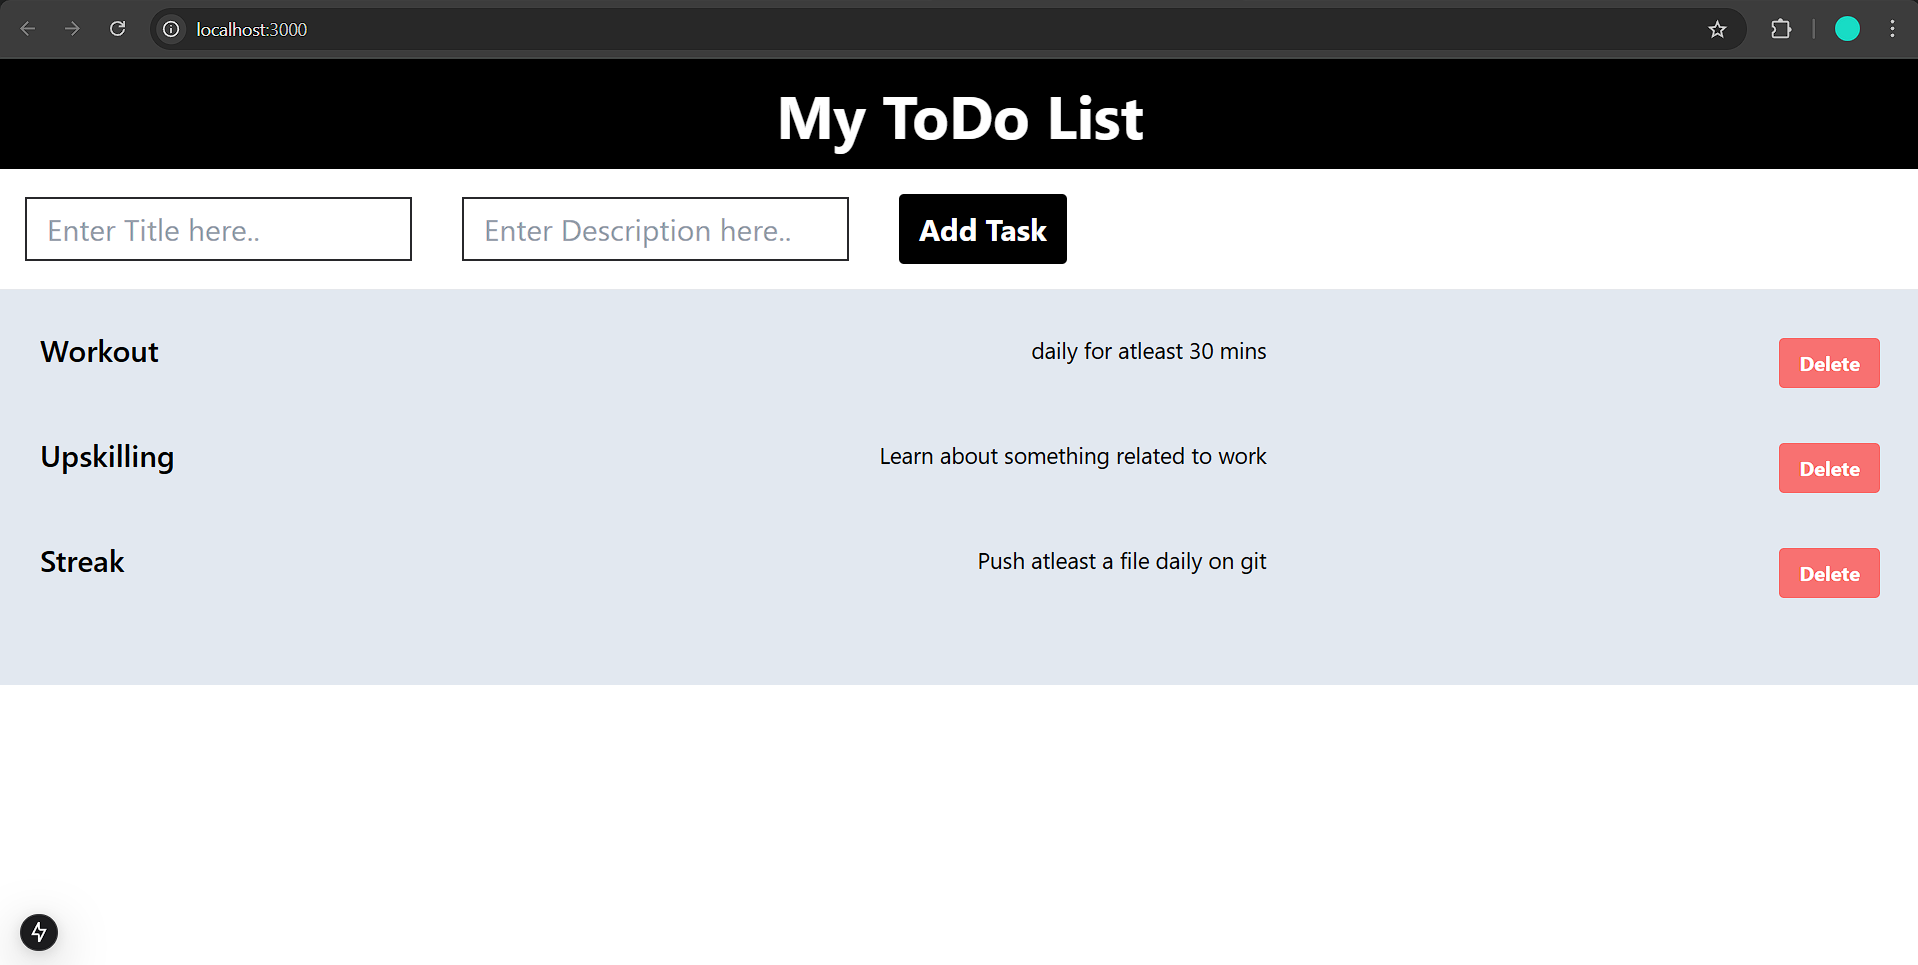 localhost:3000
My ToDo List
Enter Title here..
Enter Description here..
Add Task
Workout
daily for atleast 30 mins
Delete
Upskilling
Learn about something related to work
Delete
Streak
Push atleast a file daily on git
Delete